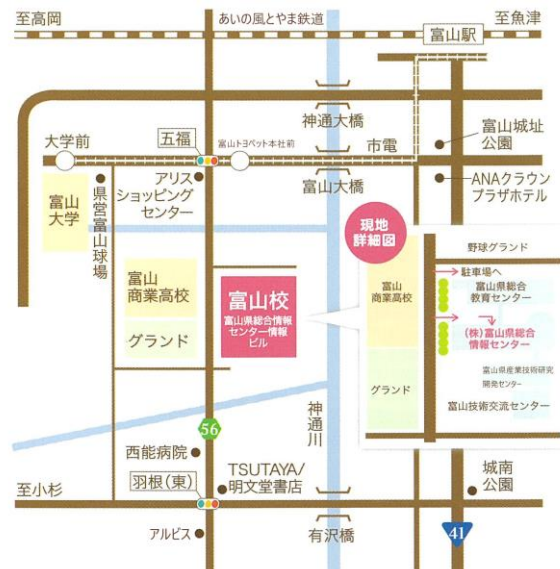 至高岡
あいの風とやま鉄道
至魚津
富山駅
神通大橋
大学前
五福
富山トヨペット本社前
市電
富山城址
公園
富山大橋
アリス
ショッピング
センター
ANAクラウン
プラザホテル
富山
大学
県営富山球場
現地
詳細図
野球グランド
駐車場へ
富山県総合
教育センター
(株)富山県総合
情報センター
富山県産業技術研究
開発センター
富山技術交流センター
富山
商業高校
グランド
富山
商業高校
グランド
富山校
富山県総合情報
センター情報
ビル
神通川
56
西能病院
TSUTAYA/
明文堂書店
城南
公園
至小杉
羽根(東)
アルビス
有沢橋
41